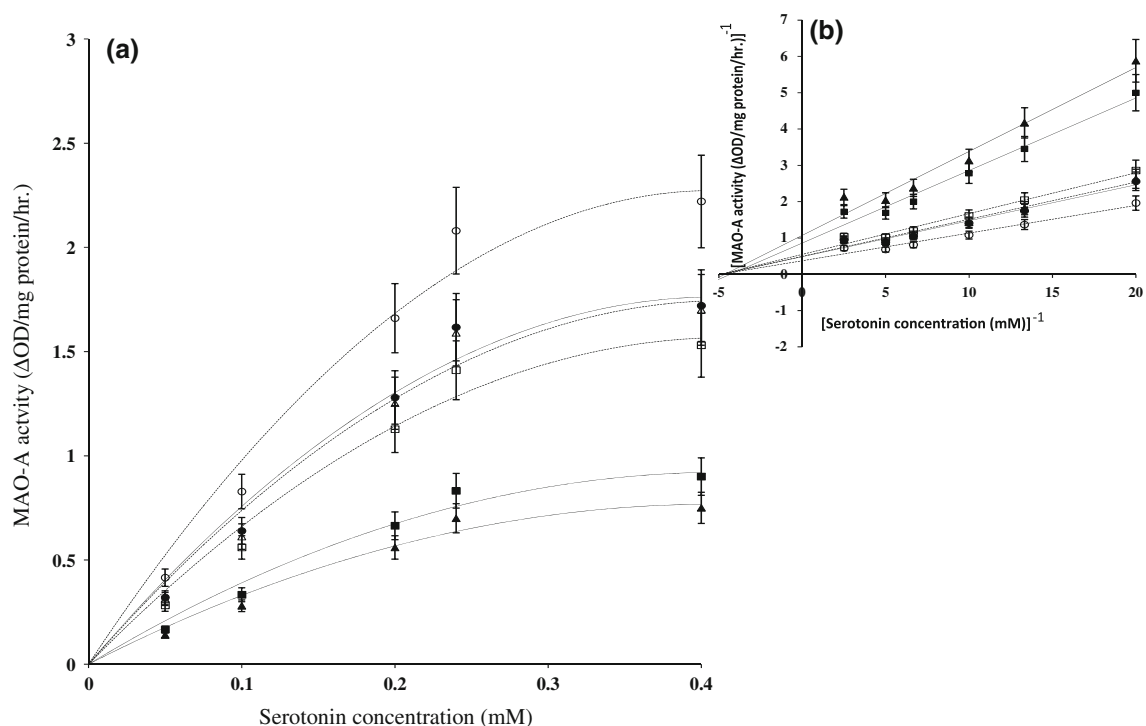 (a)
3
2.5
2
1.5
1
0.5
0
0 0.1 0.2 0.3 0.4
MAO-A actvity (ΔOD/mg protein/hr.)
Serotonin concentration (mM)
(b)
7
6
5
4
3
2
1
0
-1
-2
-5 0 5 10 15 20
[MAO-A activity (ΔOD/mg protein/hr.)]-1
[Serotonin concentration (mM)]-1